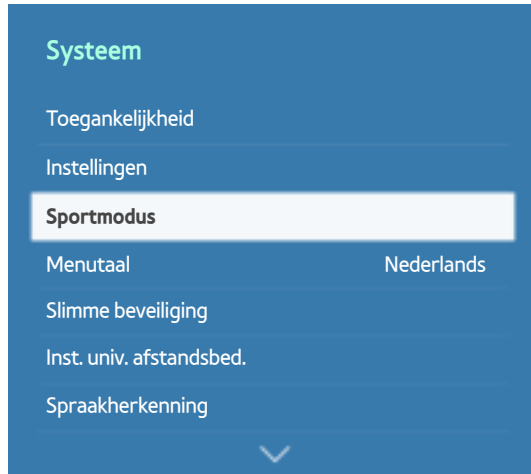 Systeem
Toegankelijkheid
Instellingen
Sportmodus
Menutaal Nederlands
Slimme beveiliging
Inst. univ. afstandsbed.
Spraakherkenning